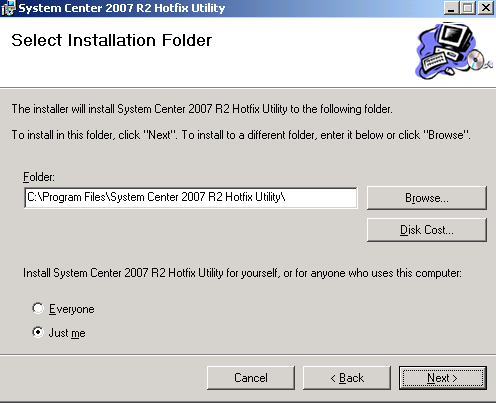 System Center 2007 R2 Hotfix Utility
Select Installation Folder
The installer will install System Center 2007 R2 Hotfix Utility to the following folder.
To install in this folder, click "Next". To install to a different folder, enter it below or click "Browse".
Folder:
C:\Program Files\System Center 2007 R2 Hotfix Utility\
Browse...
Disk Cost...
Install System Center 2007 R2 Hotfix Utility for yourself, or for anyone who uses this computer:
Everyone
Just me
Cancel
< Back
Next >